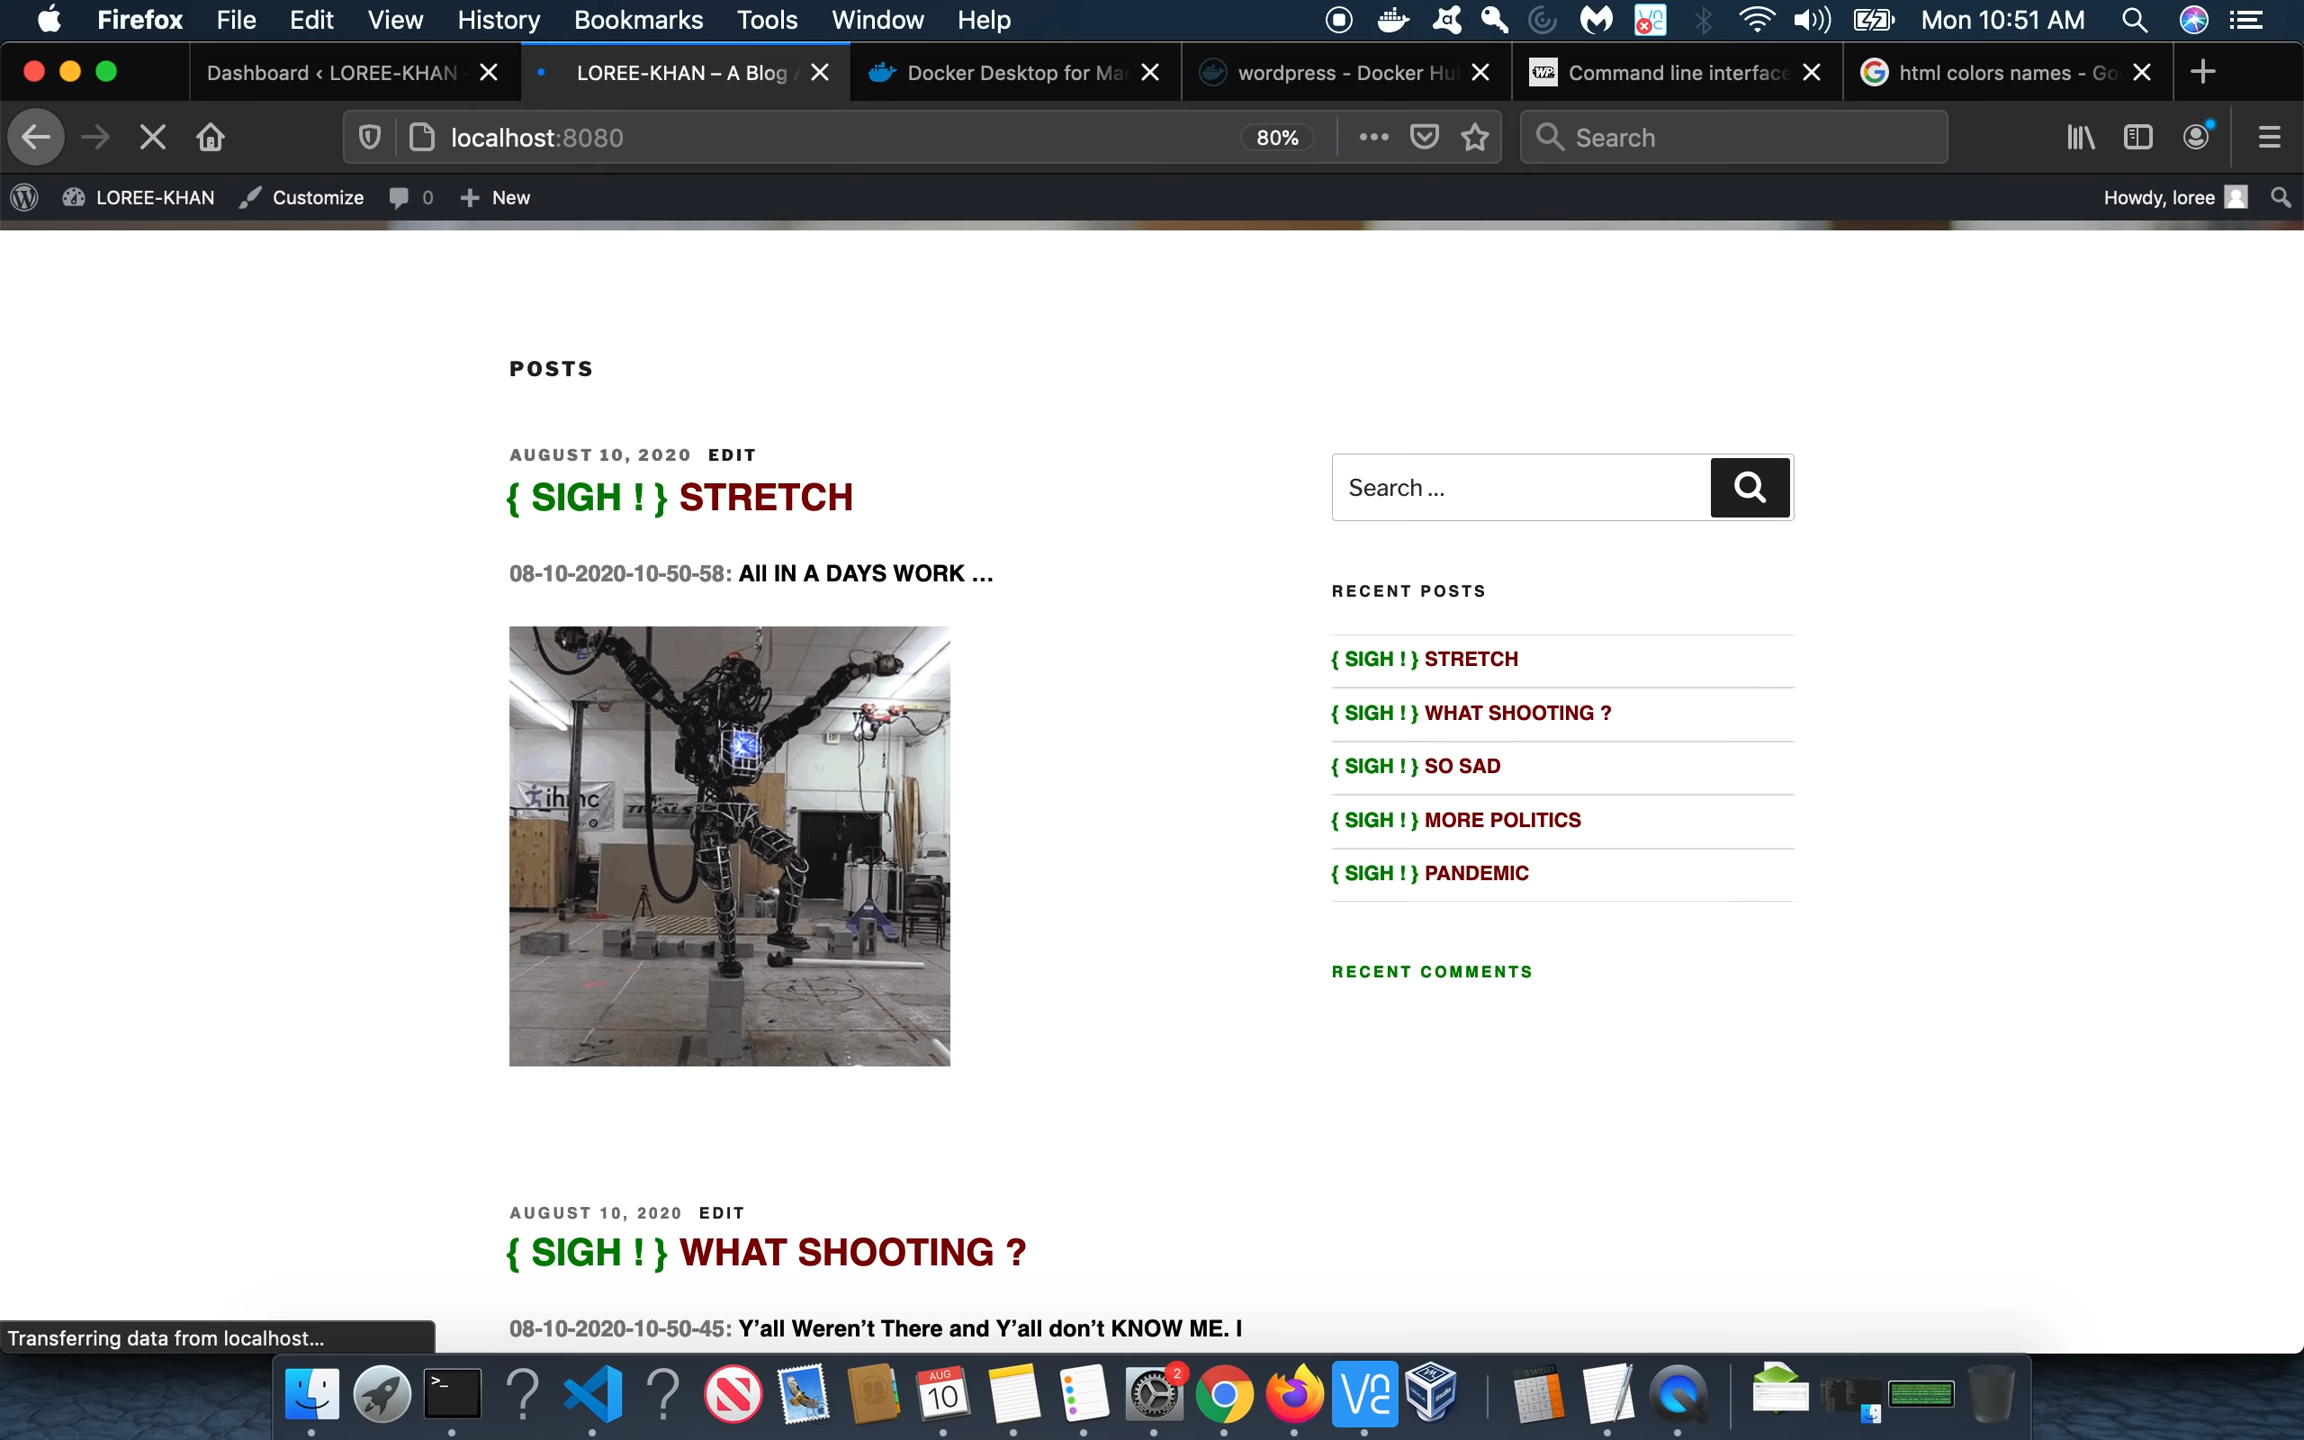 Firefox File Edit View History Bookmarks Tools Window Help Mon 10:51 AM
Dashboard ‹ LOREE-KHAN LOREE-KHAN – A Blog Docker Desktop for Mac wordpress - Docker Hu Command line interface html colors names - Go
localhost:8080 80% Search
LOREE-KHAN Customize 0 New Howdy, loree
POSTS
AUGUST 10, 2020 EDIT
{ SIGH ! } STRETCH
08-10-2020-10-50-58: All IN A DAYS WORK …
ihmc
TRIALS
AUGUST 10, 2020 EDIT
{ SIGH ! } WHAT SHOOTING ?
08-10-2020-10-50-45: Y’all Weren’t There and Y’all don’t KNOW ME. I
Search …
RECENT POSTS
{ SIGH ! } STRETCH
{ SIGH ! } WHAT SHOOTING ?
{ SIGH ! } SO SAD
{ SIGH ! } MORE POLITICS
{ SIGH ! } PANDEMIC
RECENT COMMENTS
Transferring data from localhost...
AUG
10
2